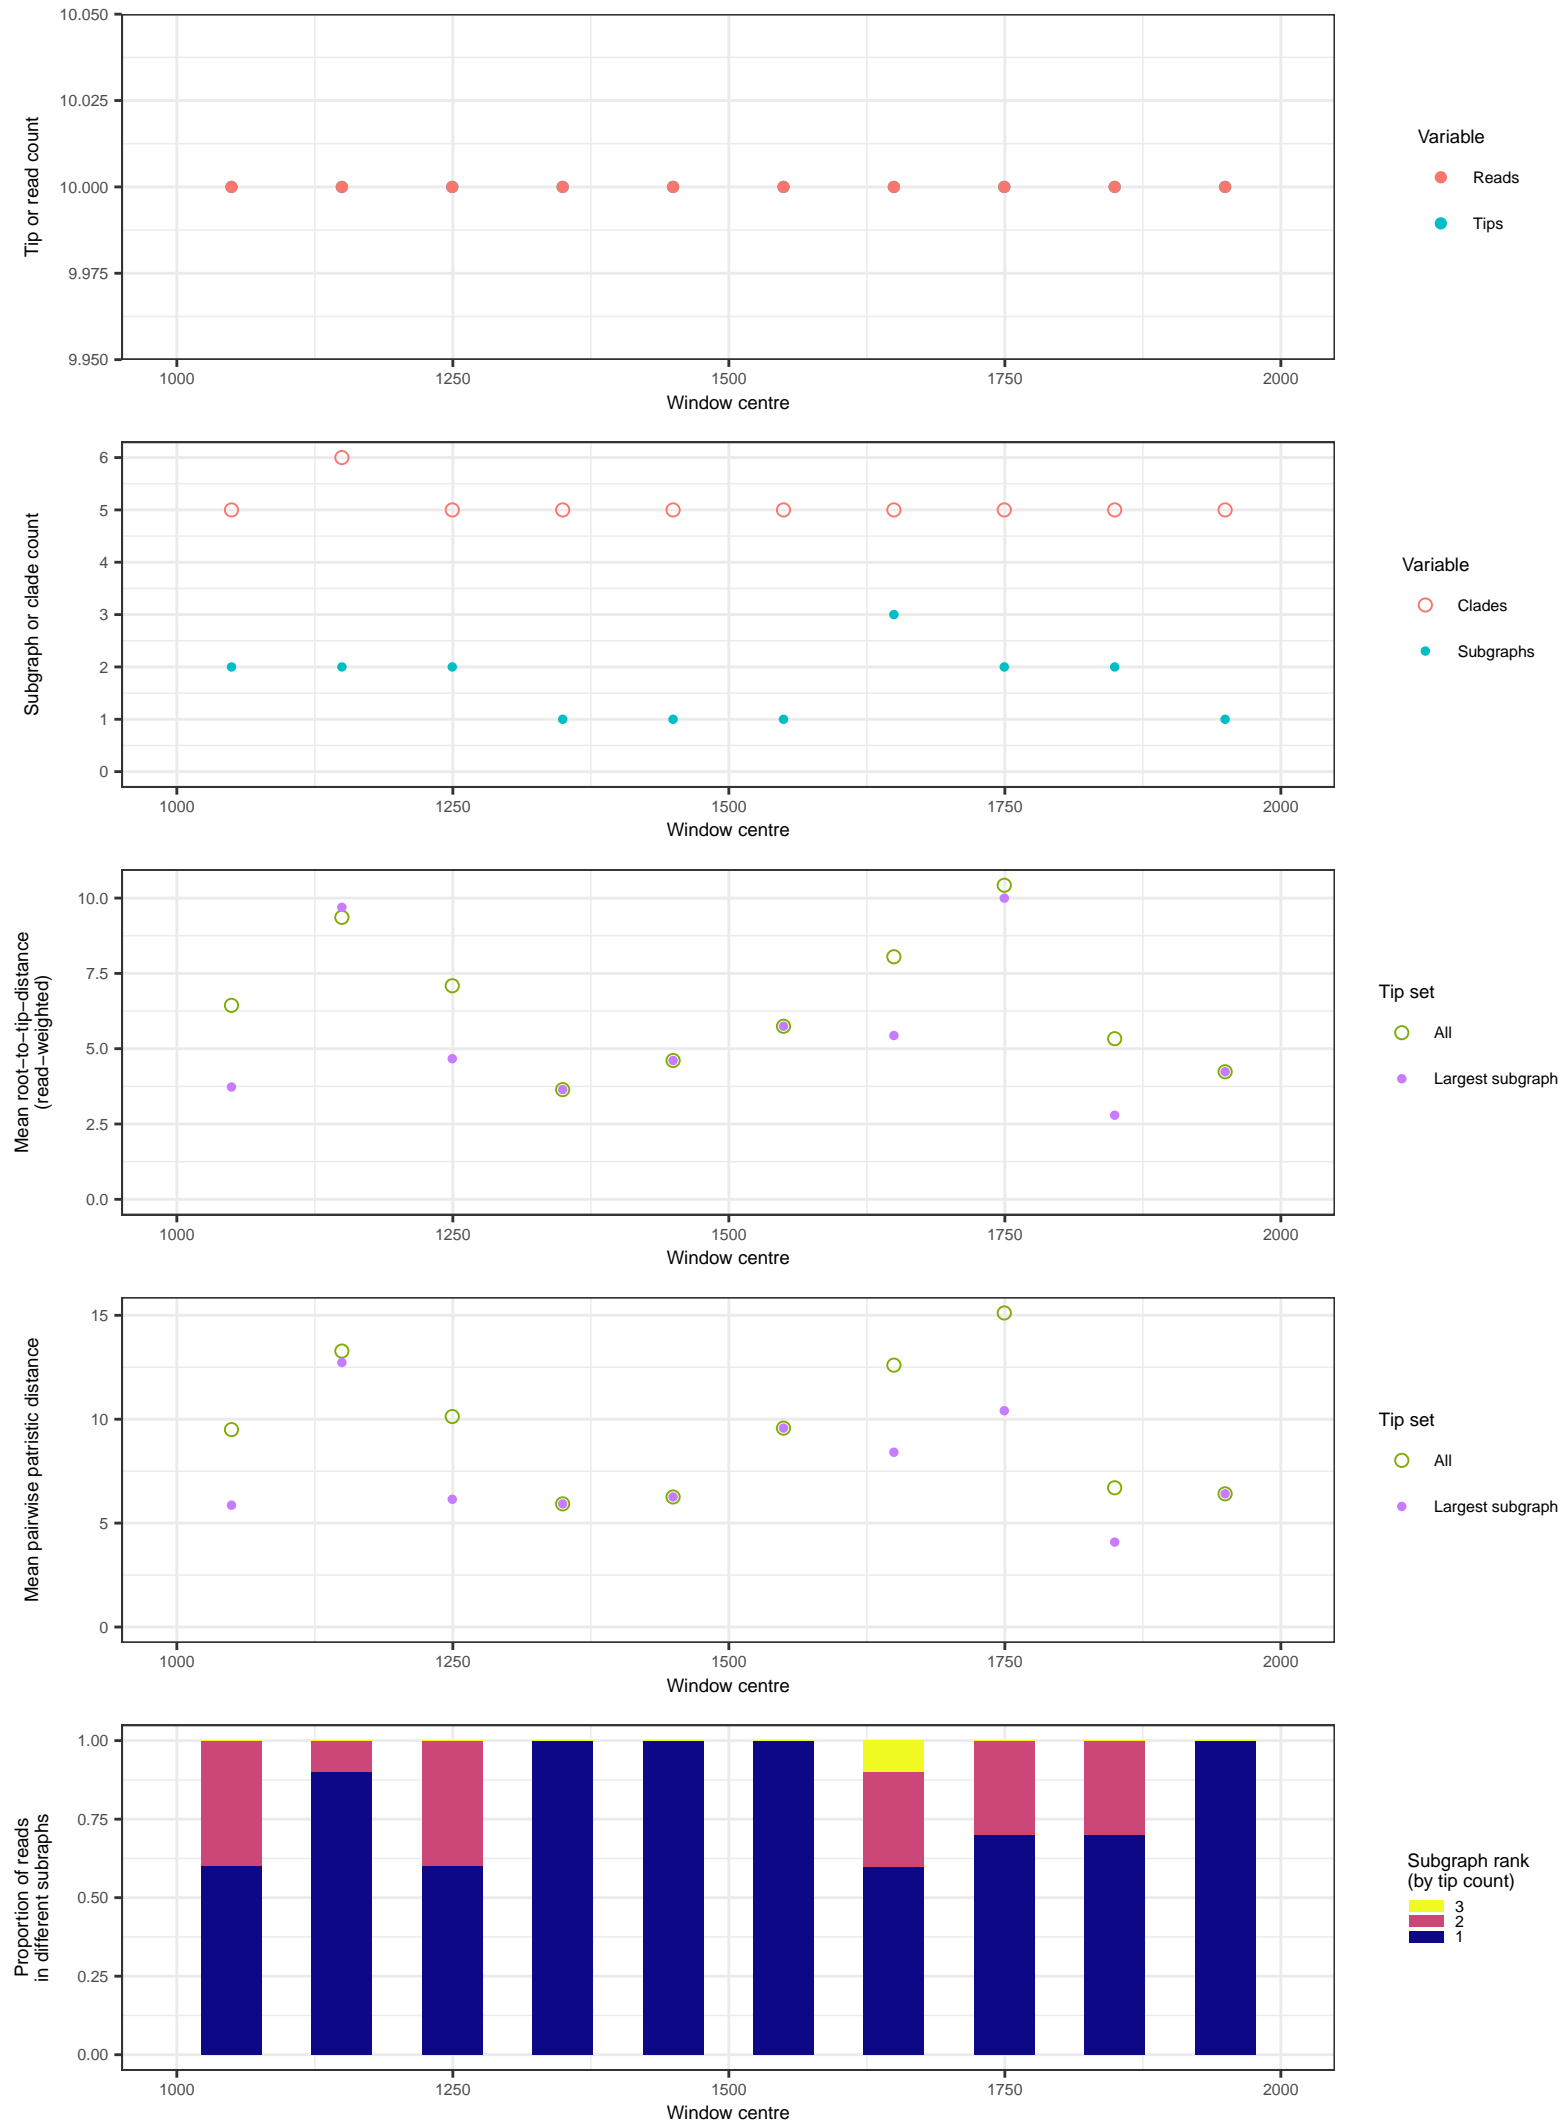 10.050
10.025
10.000
9.975
9.950
Tip or read count
1000 1250 1500 1750 2000
Window centre
Variable
Reads
Tips
6
5
4
3
2
1
0
Subgraph or clade count
1000 1250 1500 1750 2000
Window centre
Variable
Clades
Subgraphs
10.0
7.5
5.0
2.5
0.0
Mean root−to−tip−distance
(read−weighted)
1000 1250 1500 1750 2000
Window centre
Tip set
All
Largest subgraph
15
10
5
0
Mean pairwise patristic distance
1000 1250 1500 1750 2000
Window centre
Tip set
All
Largest subgraph
1.00
0.75
0.50
0.25
0.00
Proportion of reads
in different subraphs
1000 1250 1500 1750 2000
Window centre
Subgraph rank
(by tip count)
3
2
1